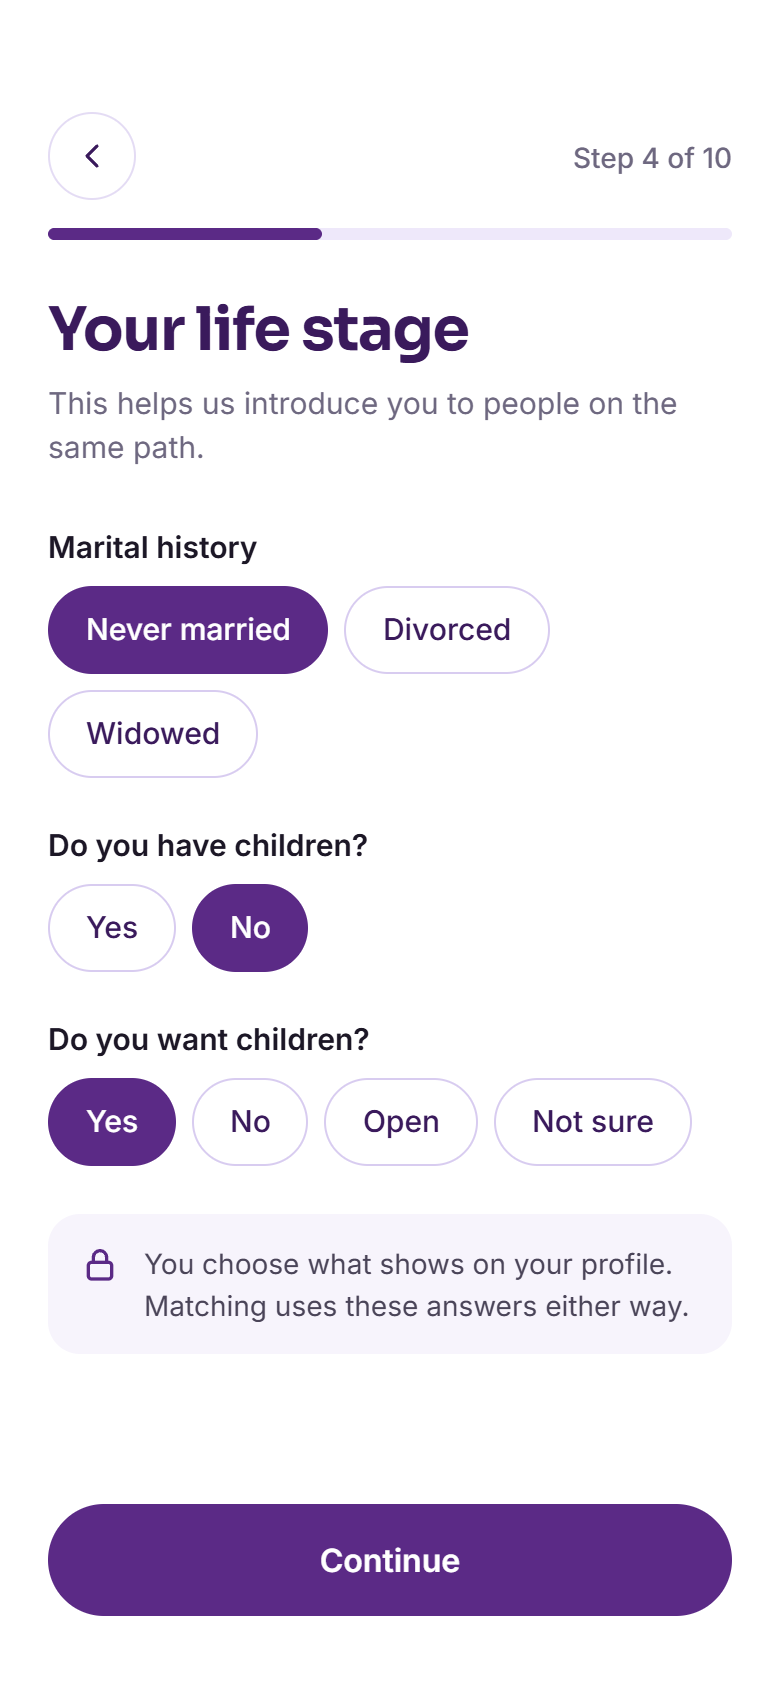 Step 4 of 10
Your life stage
This helps us introduce you to people on the
same path.
Marital history
Never married
Divorced
Widowed
Do you have children?
Yes
No
Do you want children?
Yes
No
Open
Not sure
You choose what shows on your profile.
Matching uses these answers either way.
Continue